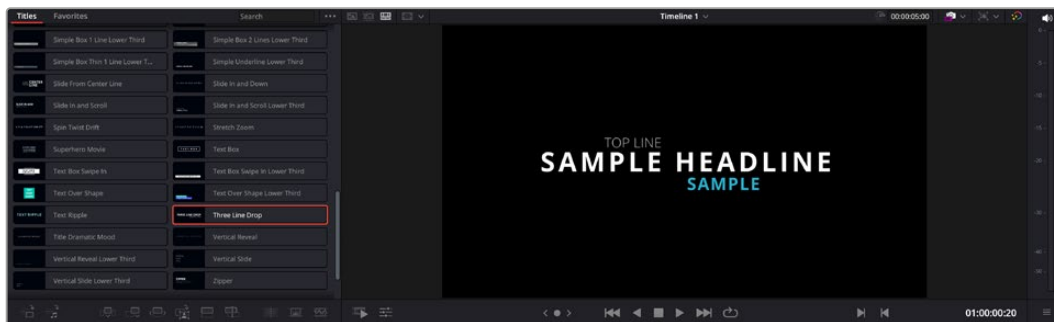 Titles Favorites Search
Timeline 1
00:00:05:00
Simple Box 1 Line Lower Third Simple Box 2 Lines Lower Third
Simple Box Thin 1 Line Lower T... Simple Underline Lower Third
Slide From Center Line Slide In and Down
Slide In and Scroll Slide In and Scroll Lower Third
Spin Twist Drift Stretch Zoom
Superhero Movie Text Box
Text Box Swipe In Text Box Swipe In Lower Third
Text Over Shape Text Over Shape Lower Third
Text Ripple Three Line Drop
Title Dramatic Mood Vertical Reveal
Vertical Reveal Lower Third Vertical Slide
Vertical Slide Lower Third Zipper
TOP LINE
SAMPLE HEADLINE
SAMPLE
01:00:00:20